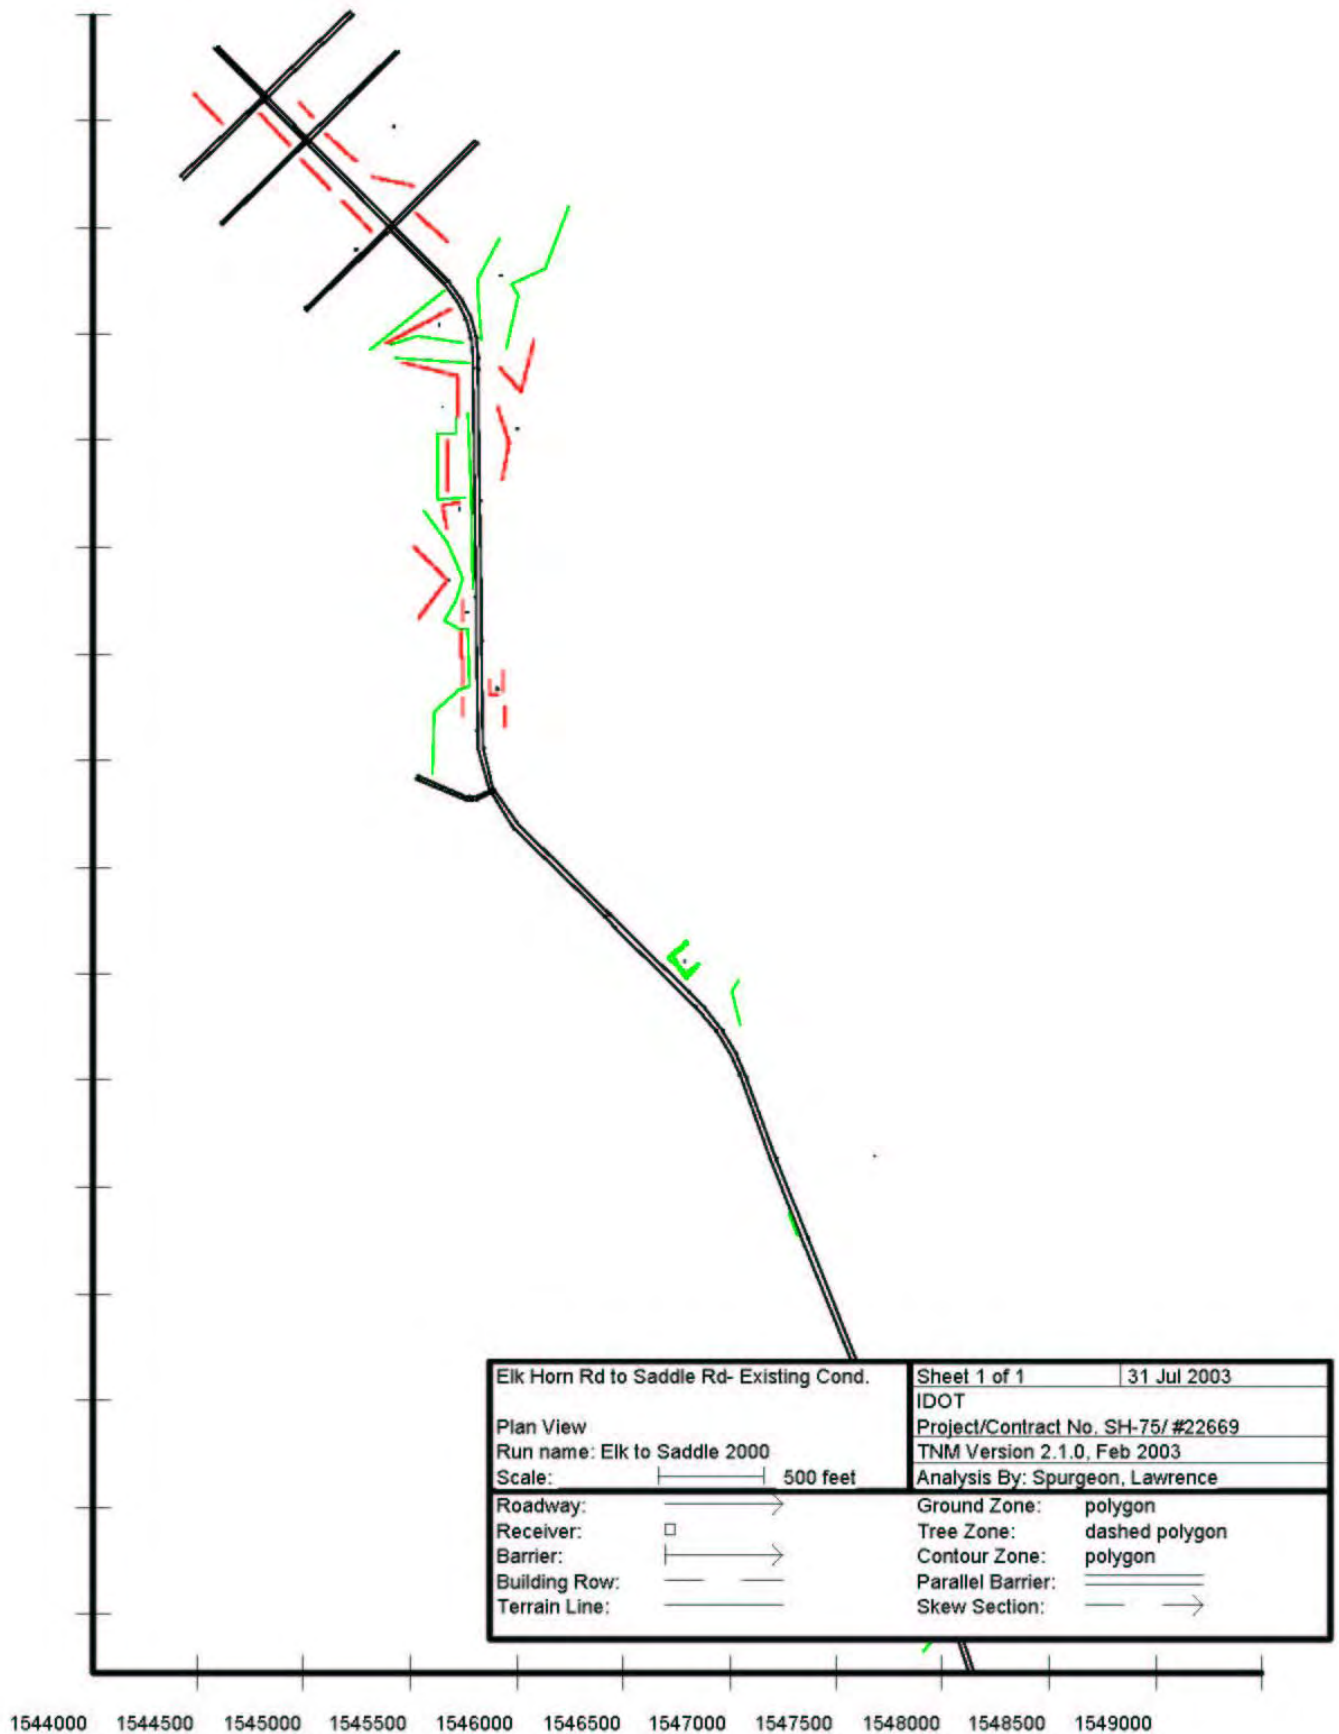 Elk Horn Rd to Saddle Rd- Existing Cond.
Sheet 1 of 1 31 Jul 2003
IDOT
Plan View
Project/Contract No. SH-75/ #22669
Run name: Elk to Saddle 2000
TNM Version 2.1.0, Feb 2003
Scale: 500 feet
Analysis By: Spurgeon, Lawrence
Roadway:
Ground Zone: polygon
Receiver:
Tree Zone: dashed polygon
Barrier:
Contour Zone: polygon
Building Row:
Parallel Barrier:
Terrain Line:
Skew Section:
1544000 1544500 1545000 1545500 1546000 1546500 1547000 1547500 1548000 1548500 1549000